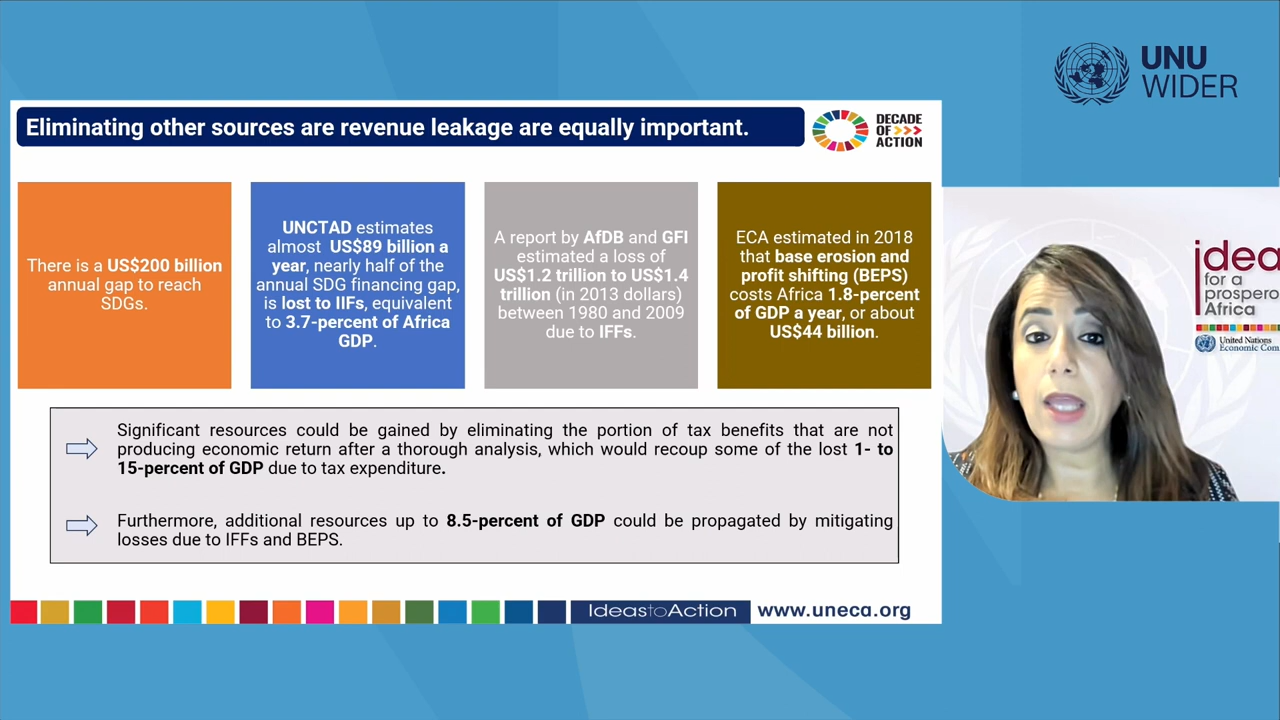 UNU
WIDER
Eliminating other sources are revenue leakage are equally important.
DECADE
OF >>>
ACTION
There is a US$200 billion
annual gap to reach
SDGs.
UNCTAD estimates
almost US$89 billion a
year, nearly half of the
annual SDG financing gap,
is lost to IIFs, equivalent
to 3.7-percent of Africa
GDP.
A report by AfDB and GFI
estimated a loss of
US$1.2 trillion to US$1.4
trillion (in 2013 dollars)
between 1980 and 2009
due to IFFs.
ECA estimated in 2018
that base erosion and
profit shifting (BEPS)
costs Africa 1.8-percent
of GDP a year, or about
US$44 billion.
Significant resources could be gained by eliminating the portion of tax benefits that are not
producing economic return after a thorough analysis, which would recoup some of the lost 1- to
15-percent of GDP due to tax expenditure.
Furthermore, additional resources up to 8.5-percent of GDP could be propagated by mitigating
losses due to IFFs and BEPS.
IdeastoAction
www.uneca.org
idea
for a
prospero
Africa
United Nations
Economic Com